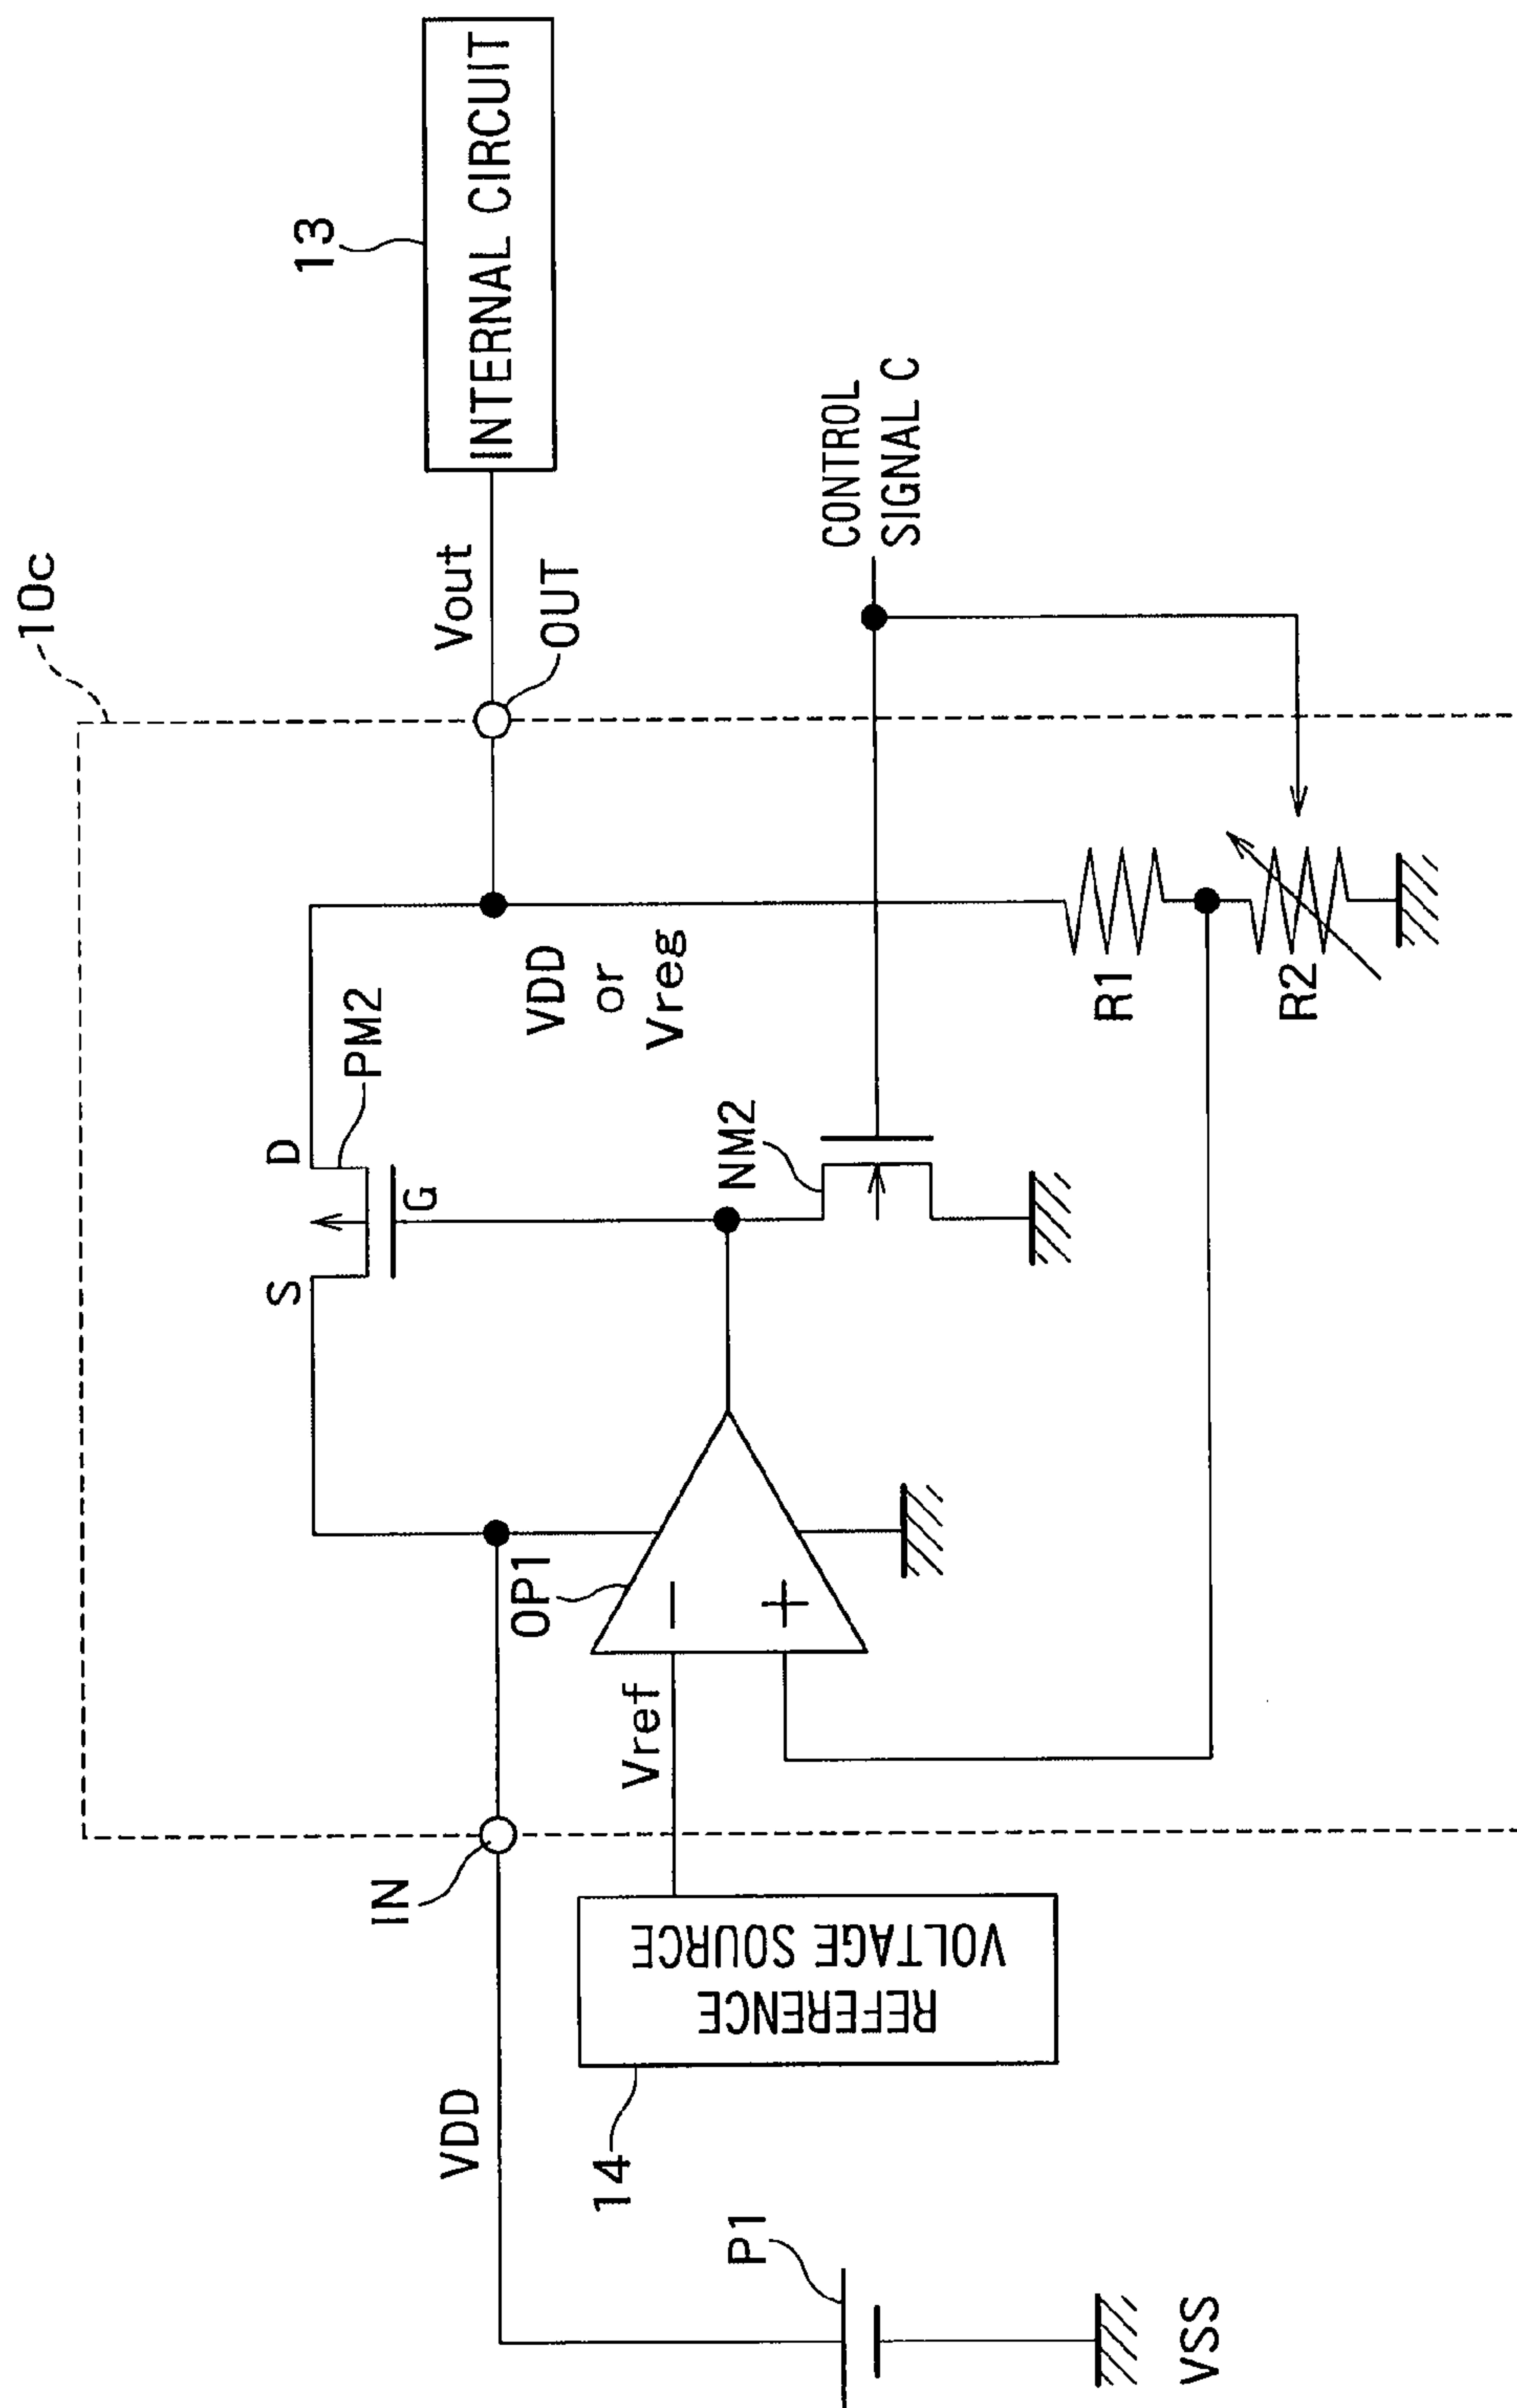 10c
13
INTERNAL CIRCUIT
Vout
OUT
D
S
G
PM2
VDD
or
Vreg
CONTROL
SIGNAL C
NM2
R1
R2
IN
OP1
−
+
Vref
REFERENCE
VOLTAGE SOURCE
14
VDD
P1
VSS